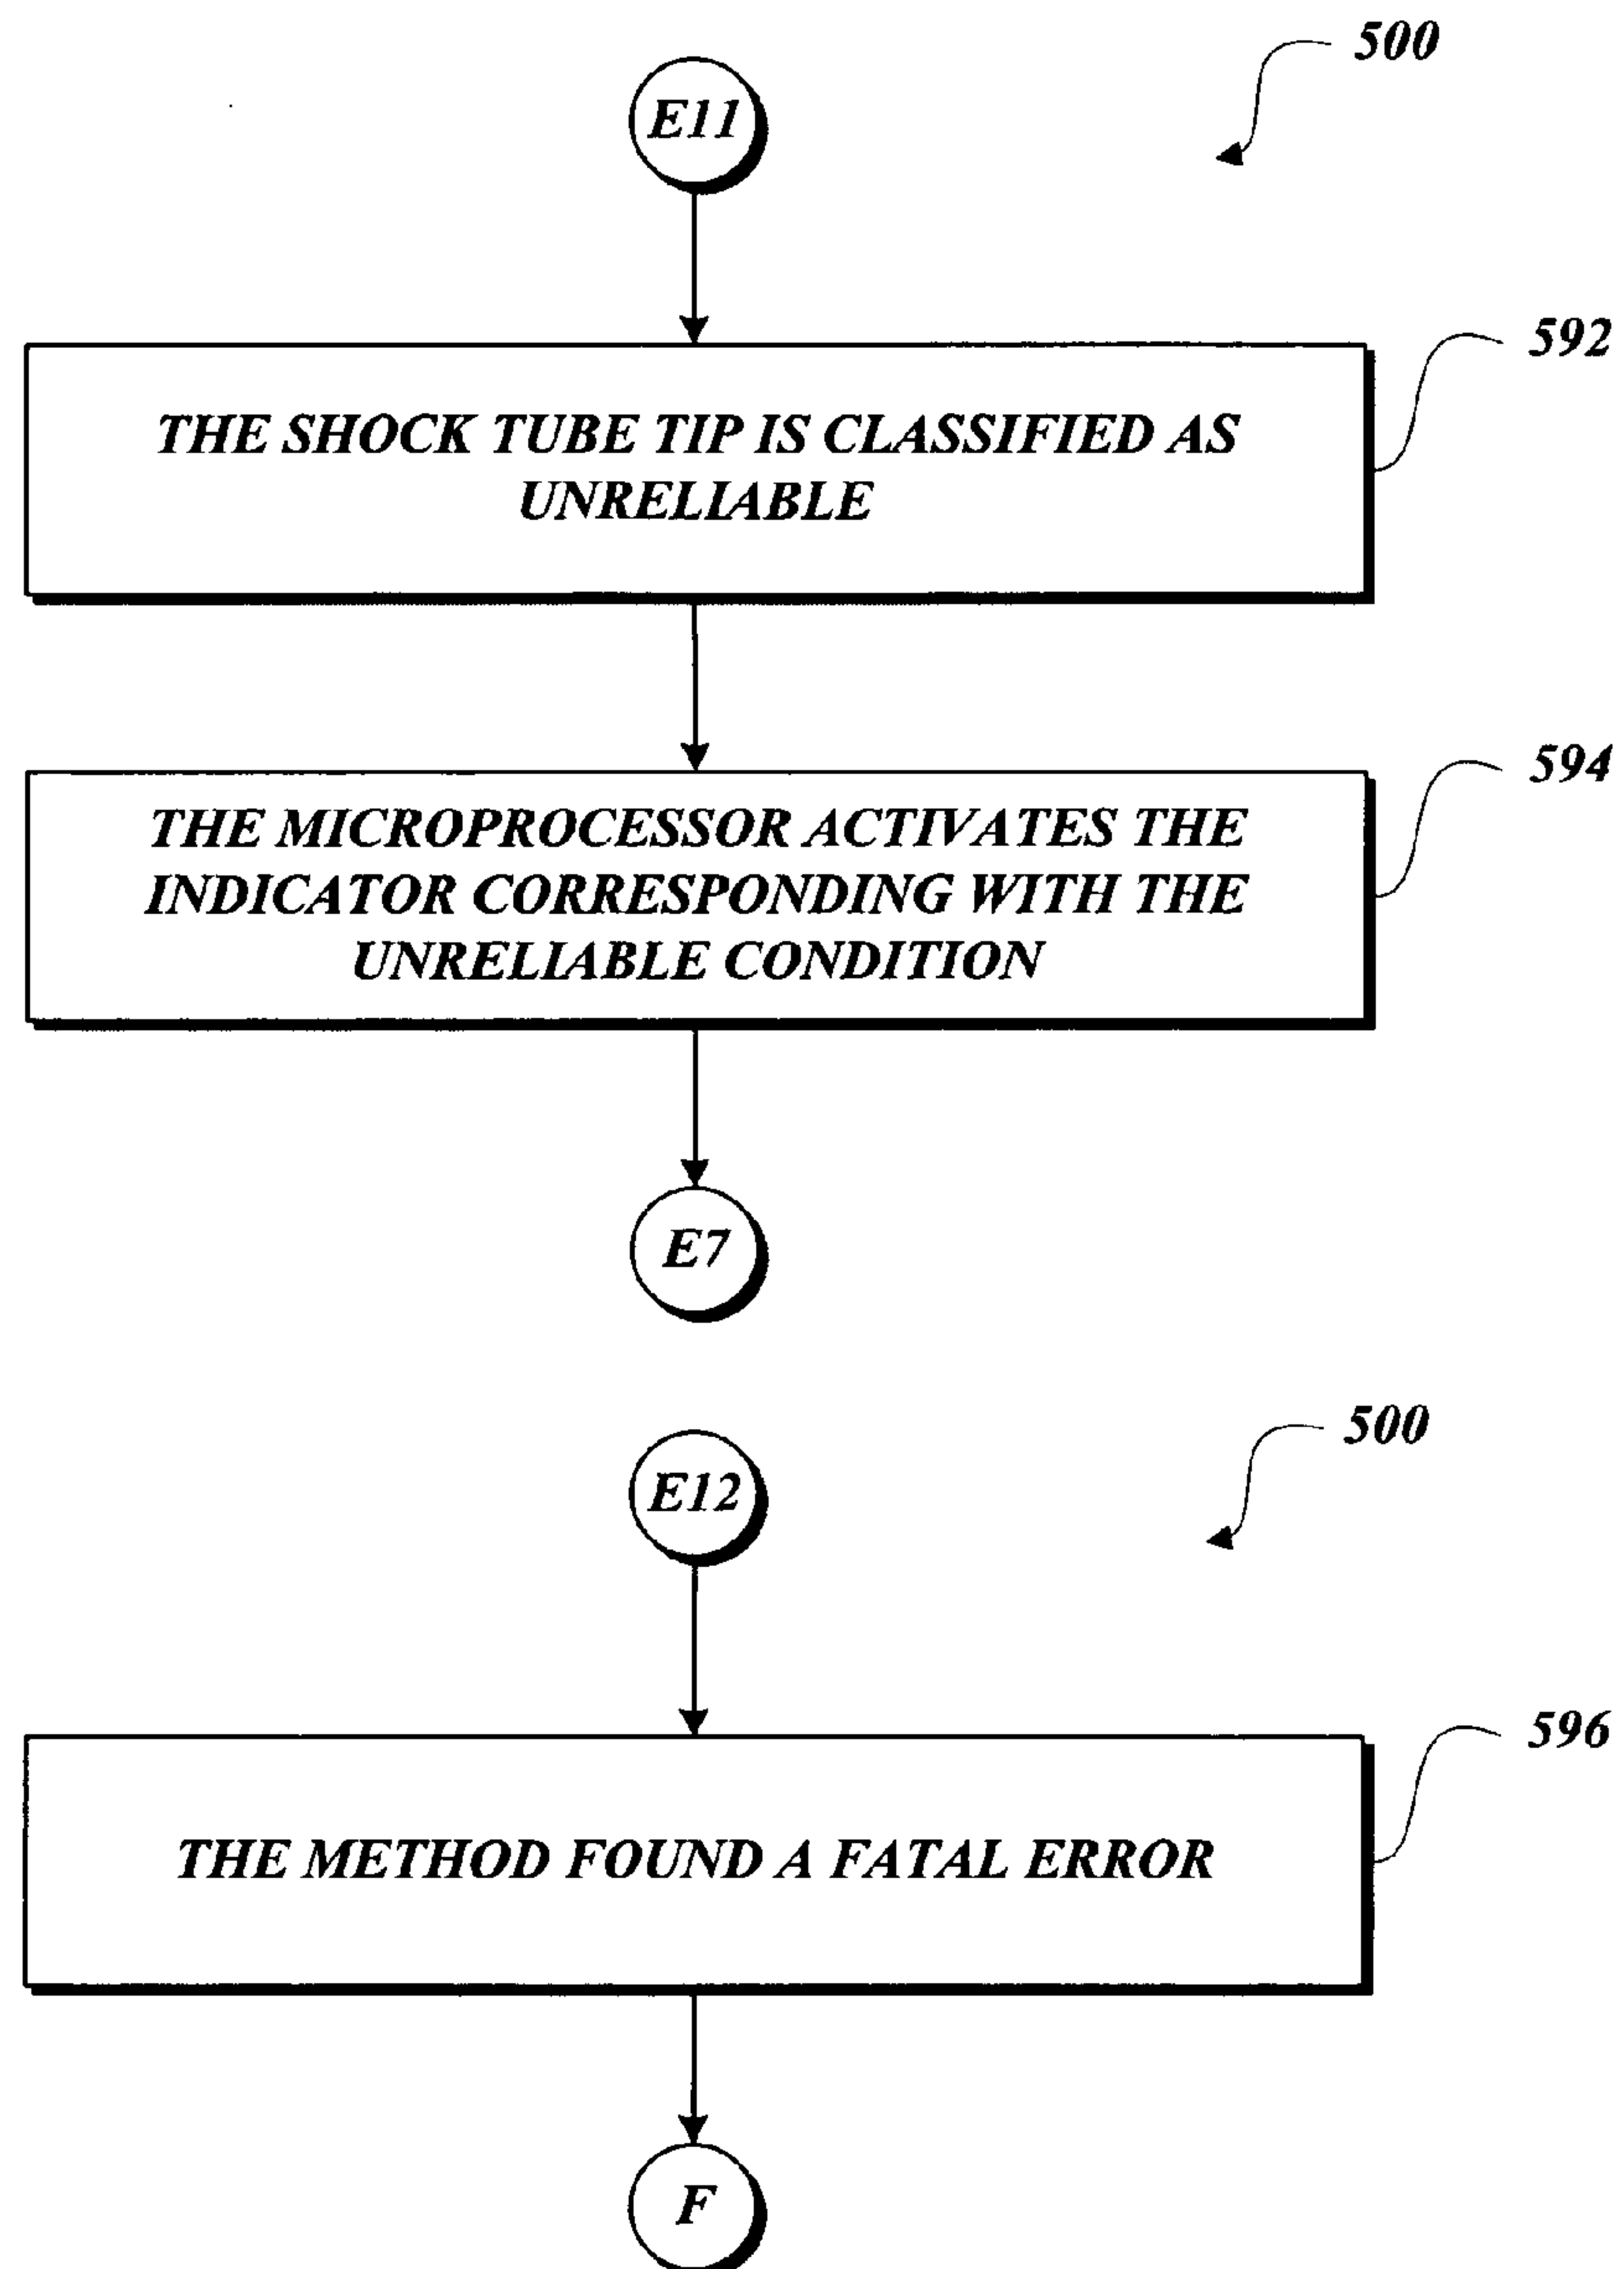 500
E11
592
THE SHOCK TUBE TIP IS CLASSIFIED AS
UNRELIABLE
594
THE MICROPROCESSOR ACTIVATES THE
INDICATOR CORRESPONDING WITH THE
UNRELIABLE CONDITION
E7
500
E12
596
THE METHOD FOUND A FATAL ERROR
F